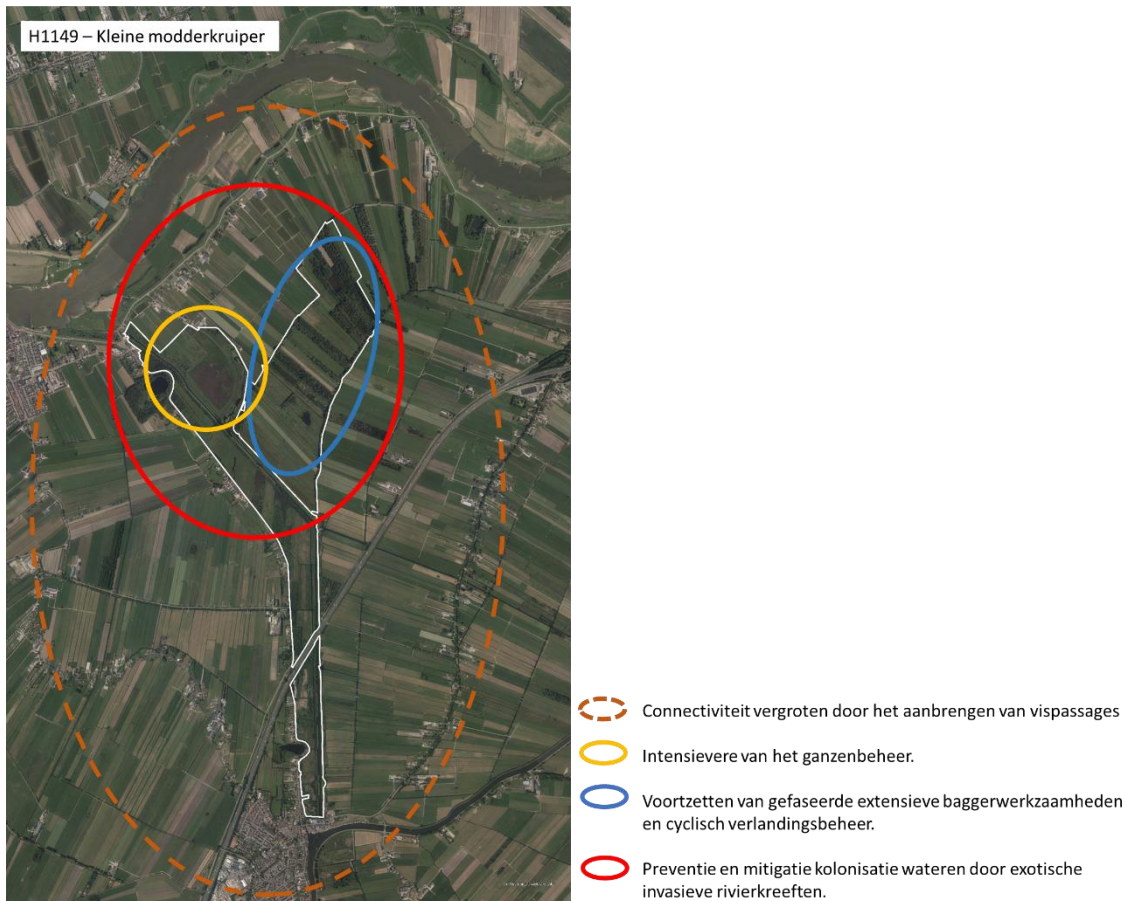 H1149 – Kleine modderkruiper
Connectiviteit vergroten door het aanbrengen van vispassages
Intensievere van het ganzenbeheer.
Voortzetten van gefaseerde extensieve baggerwerkzaamheden
en cyclisch verlandingsbeheer.
Preventie en mitigatie kolonisatie wateren door exotische
invasieve rivierkreeften.